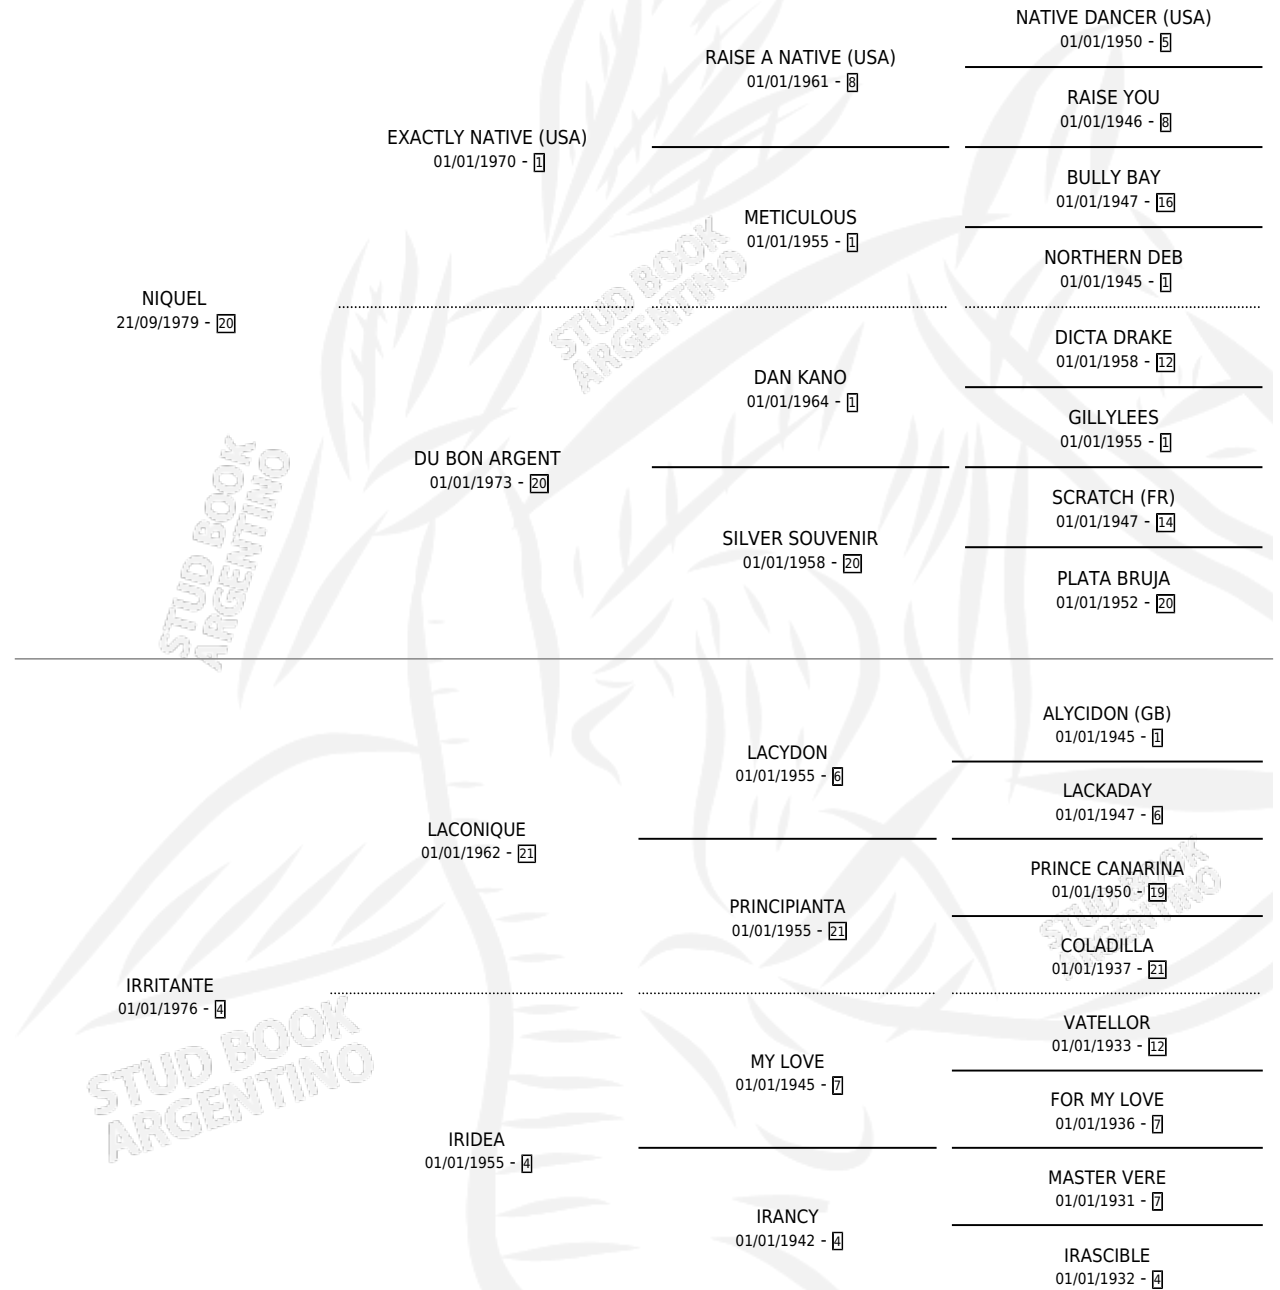 NATIVE DANCER (USA)
01/01/1950 - 5
RAISE A NATIVE (USA)
01/01/1961 - 8
RAISE YOU
01/01/1946 - 8
EXACTLY NATIVE (USA)
01/01/1970 - 1
BULLY BAY
01/01/1947 - 16
METICULOUS
01/01/1955 - 1
NORTHERN DEB
01/01/1945 - 1
NIQUEL
21/09/1979 - 20
DICTA DRAKE
01/01/1958 - 12
DAN KANO
01/01/1964 - 1
GILLYLEES
01/01/1955 - 1
DU BON ARGENT
01/01/1973 - 20
SCRATCH (FR)
01/01/1947 - 14
SILVER SOUVENIR
01/01/1958 - 20
PLATA BRUJA
01/01/1952 - 20
ALYCIDON (GB)
01/01/1945 - 1
LACYDON
01/01/1955 - 6
LACKADAY
01/01/1947 - 6
LACONIQUE
01/01/1962 - 21
PRINCE CANARINA
01/01/1950 - 19
PRINCIPIANTA
01/01/1955 - 21
COLADILLA
01/01/1937 - 21
IRRITANTE
01/01/1976 - 4
VATELLOR
01/01/1933 - 12
MY LOVE
01/01/1945 - 7
FOR MY LOVE
01/01/1936 - 7
IRIDEA
01/01/1955 - 4
MASTER VERE
01/01/1931 - 7
IRANCY
01/01/1942 - 4
IRASCIBLE
01/01/1932 - 4
STUD BOOK
ARGENTINO
STUD BOOK
ARGENTINO
STUD BOOK
ARGENTINO
STUD BOOK
ARGENTINO